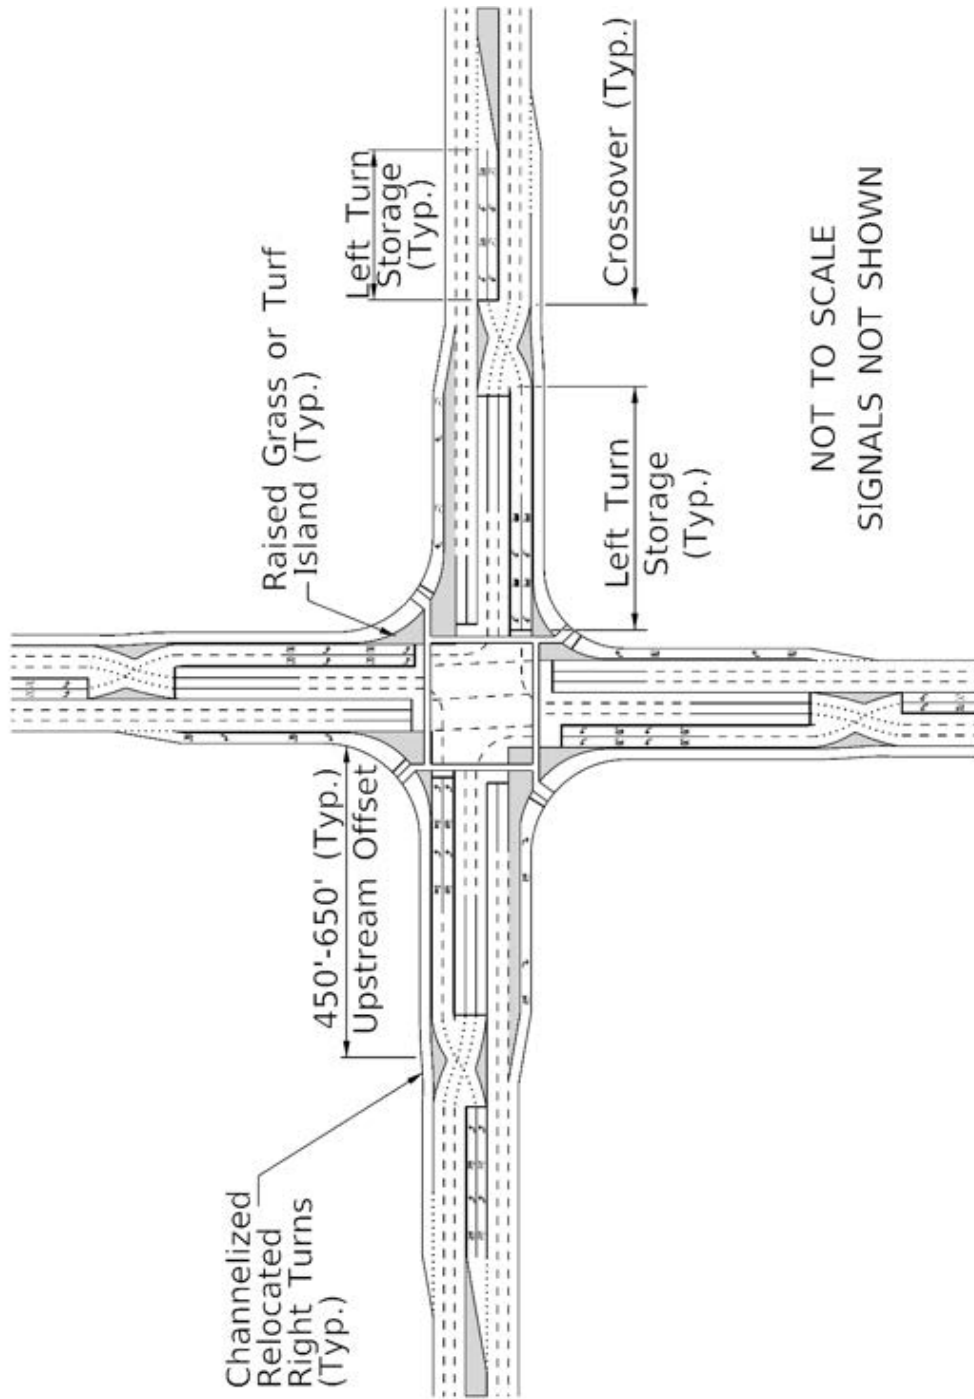 Left Turn
Storage
(Typ.)
Crossover (Typ.)
Raised Grass or Turf
Island (Typ.)
NOT TO SCALE
SIGNALS NOT SHOWN
Left Turn
Storage
(Typ.)
450'-650' (Typ.)
Upstream Offset
Channelized
Relocated
Right Turns
(Typ.)